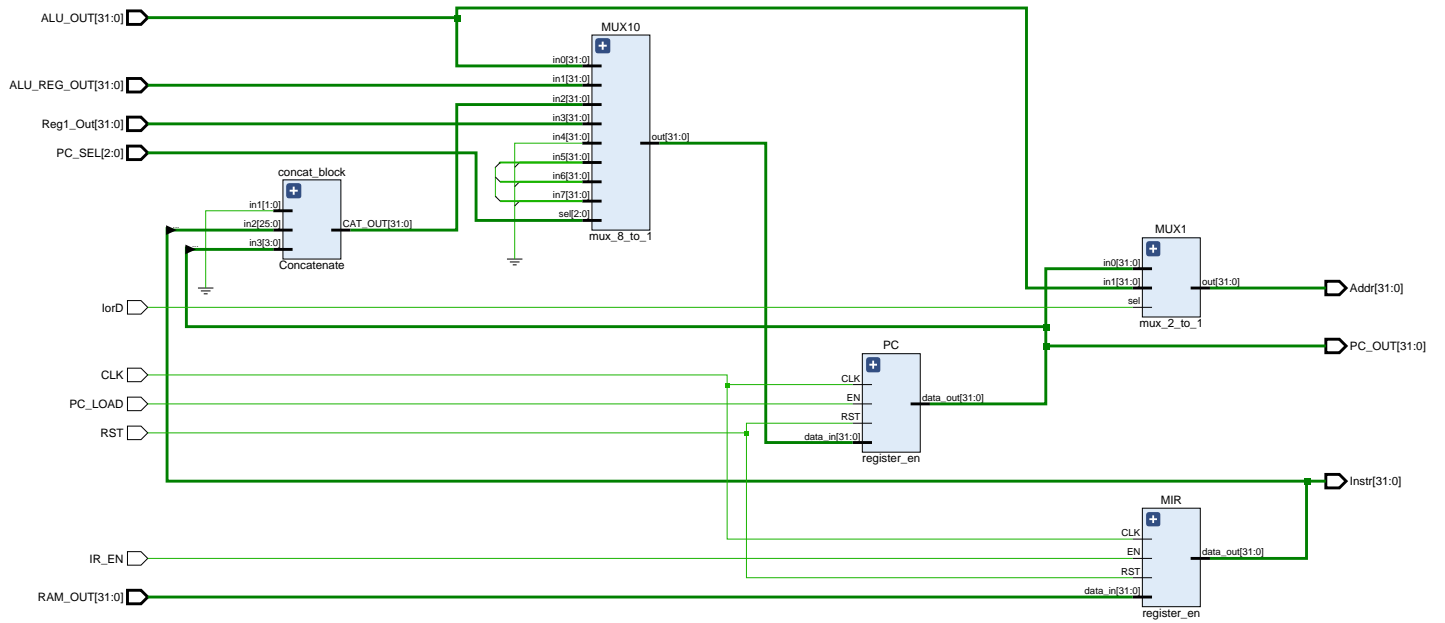 ALU_OUT[31:0]
ALU_REG_OUT[31:0]
Reg1_Out[31:0]
PC_SEL[2:0]
concat_block
in1[1:0]
in2[25:0]
in3[3:0]
CAT_OUT[31:0]
Concatenate
...
...
MUX10
in0[31:0]
in1[31:0]
in2[31:0]
in3[31:0]
in4[31:0]
in5[31:0]
in6[31:0]
in7[31:0]
sel[2:0]
out[31:0]
mux_8_to_1
MUX1
in0[31:0]
in1[31:0]
sel
out[31:0]
mux_2_to_1
Addr[31:0]
PC_OUT[31:0]
IorD
CLK
PC_LOAD
RST
PC
CLK
EN
RST
data_in[31:0]
data_out[31:0]
register_en
Instr[31:0]
MIR
CLK
EN
RST
data_in[31:0]
data_out[31:0]
register_en
IR_EN
RAM_OUT[31:0]